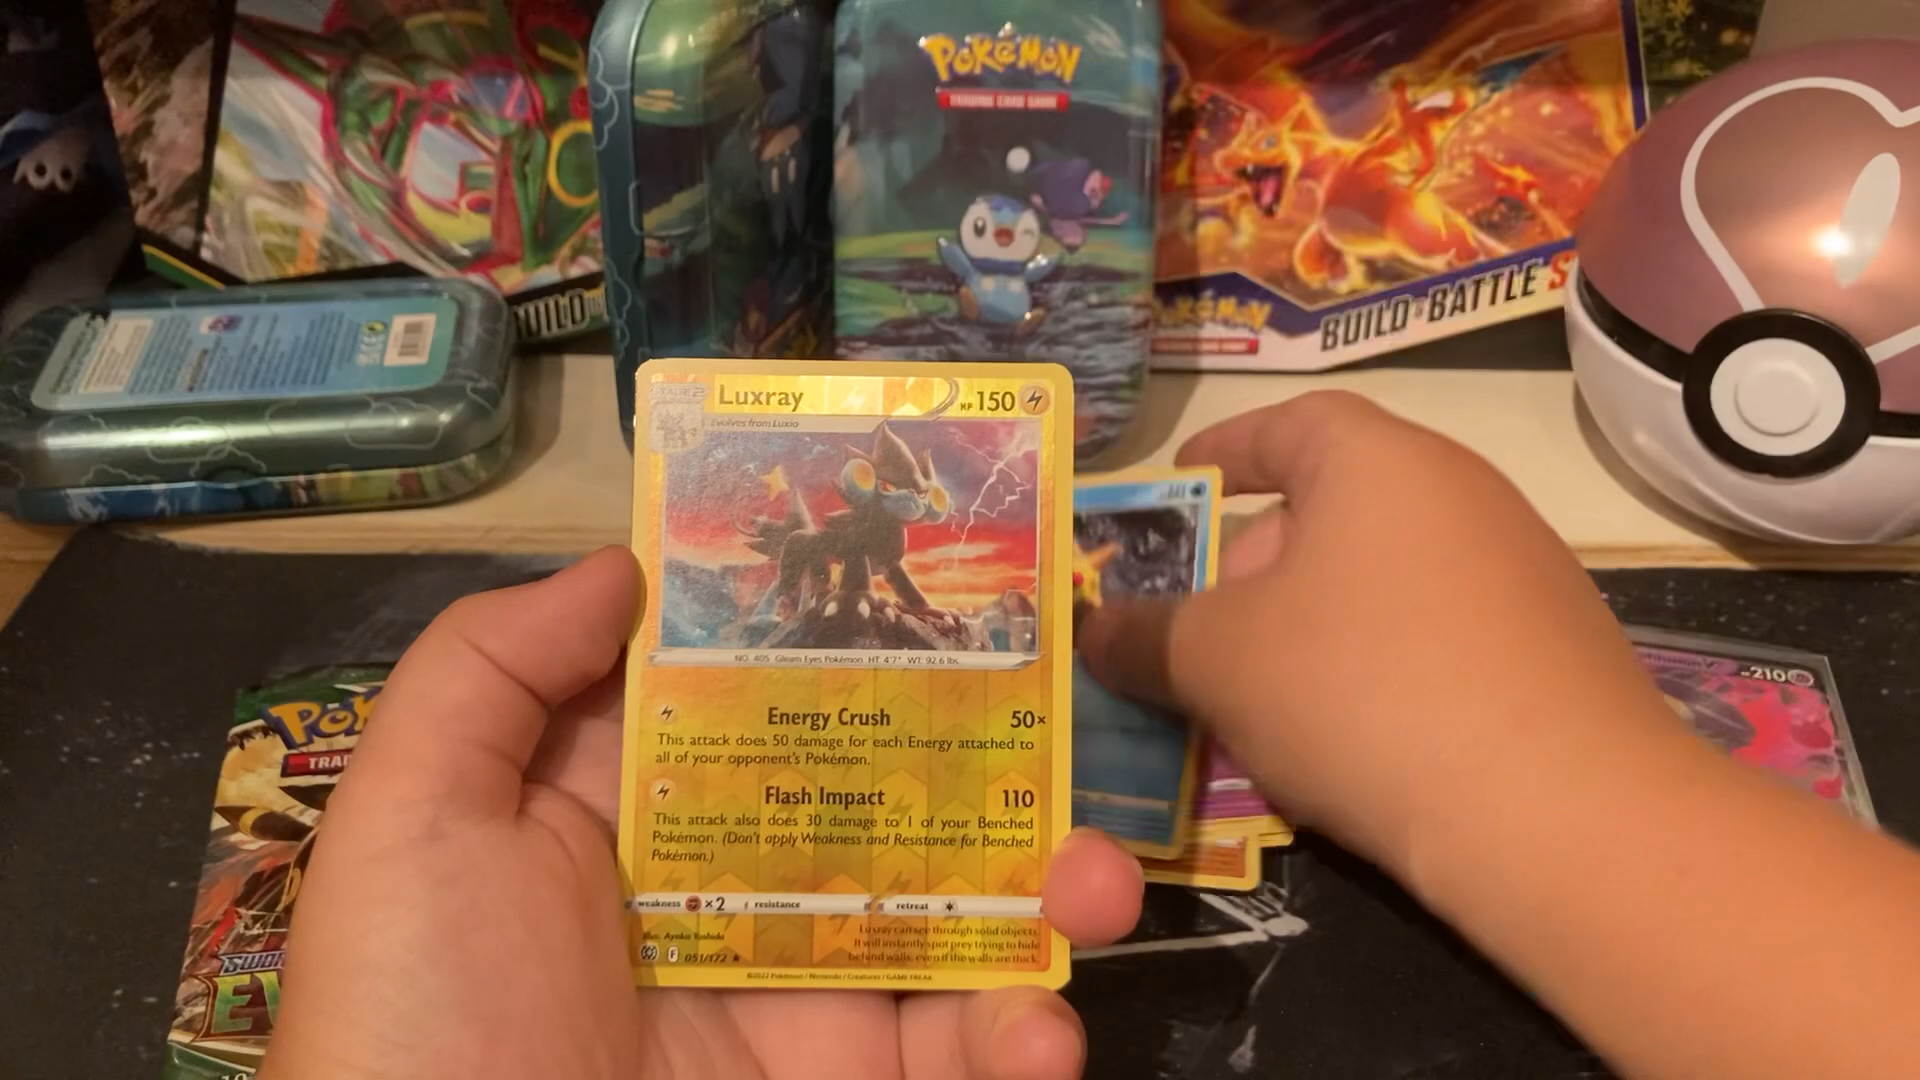 POKÉMON
TRADING CARD GAME
BUILD
POKÉMON
BUILD & BATTLE S
STAGE 2
Luxray
HP 150
Evolves from Luxio
NO. 405 Gleam Eyes Pokémon HT: 4'7" WT: 92.6 lbs.
Energy Crush 50×
This attack does 50 damage for each Energy attached to
all of your opponent's Pokémon.
Flash Impact 110
This attack also does 30 damage to 1 of your Benched
Pokémon. (Don't apply Weakness and Resistance for Benched
Pokémon.)
weakness ×2 resistance retreat
Illus. Ayaka Yoshida
F 051/172 ★
Luxray can see through solid objects.
It will instantly spot prey trying to hide
behind walls, even if the walls are thick.
©2022 Pokémon / Nintendo / Creatures / GAME FREAK
210
POK
TRA
SWOR
EV